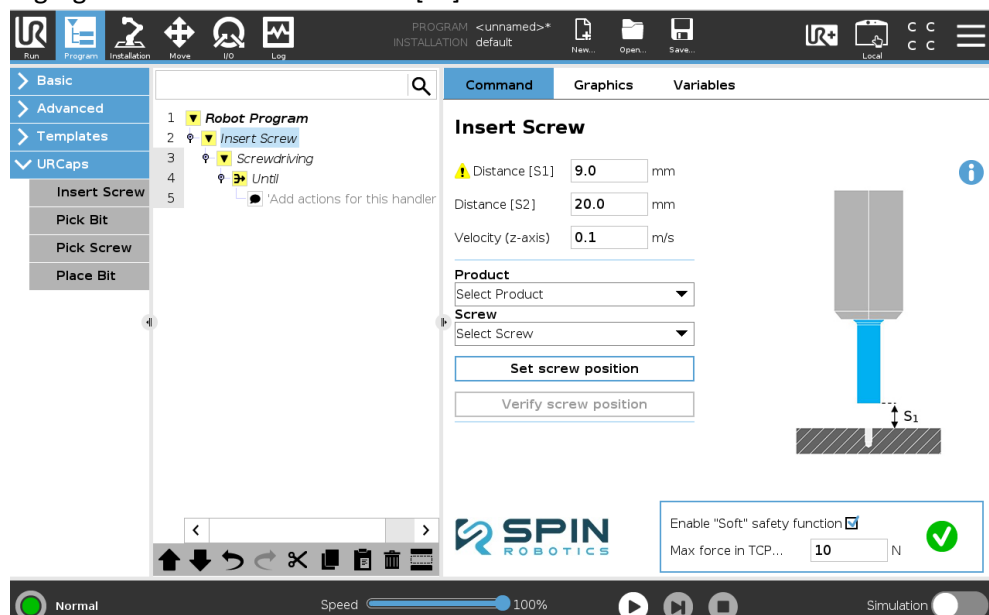 PROGRAM <unnamed>*
INSTALLATION default
Run Program Installation Move I/O Log New... Open... Save... UR+ Local
C C
C C
Basic
Advanced
Templates
URCaps
Insert Screw
Pick Bit
Pick Screw
Place Bit
1 Robot Program
2 Insert Screw
3 Screwdriving
4 Until
5 'Add actions for this handler
Command Graphics Variables
Insert Screw
Distance [S1] 9.0 mm
Distance [S2] 20.0 mm
Velocity (z-axis) 0.1 m/s
Product
Select Product
Screw
Select Screw
Set screw position
Verify screw position
S1
SPIN
ROBOTICS
Enable "Soft" safety function
Max force in TCP... 10 N
Normal Speed 100% Simulation